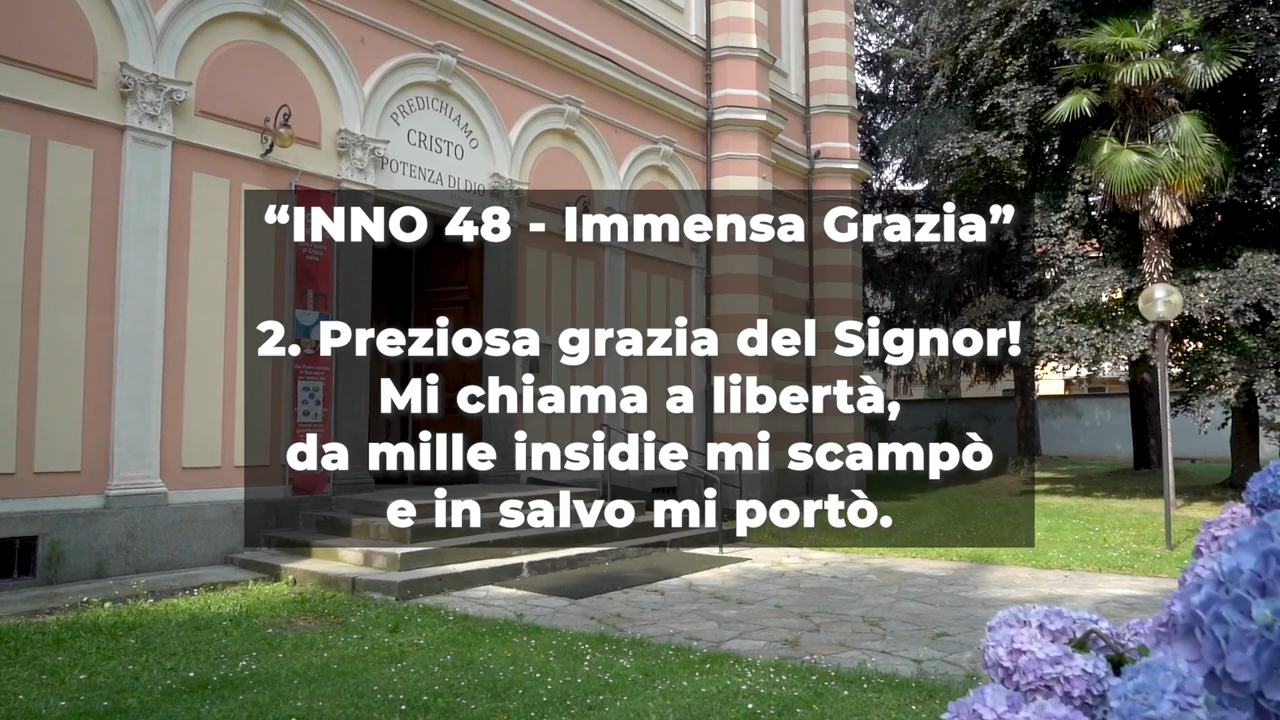 PREDICHIAMO
CRISTO
POTENZA DI DIO
“INNO 48 - Immensa Grazia”
2. Preziosa grazia del Signor!
Mi chiama a libertà,
da mille insidie mi scampò
e in salvo mi portò.